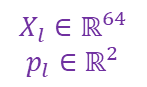 X_l ∈ ℝ^64
p_l ∈ ℝ^2